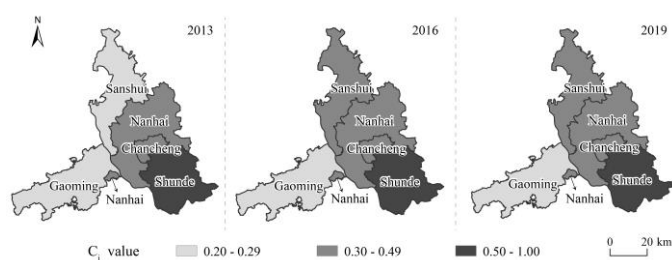 N
2013
Sanshui
Nanhai
Chancheng
Gaoming
Shunde
Nanhai
2016
Sanshui
Nanhai
Chancheng
Gaoming
Shunde
Nanhai
2019
Sanshui
Nanhai
Chancheng
Gaoming
Shunde
Nanhai
C_i value 0.20 - 0.29 0.30 - 0.49 0.50 - 1.00 0 20 km